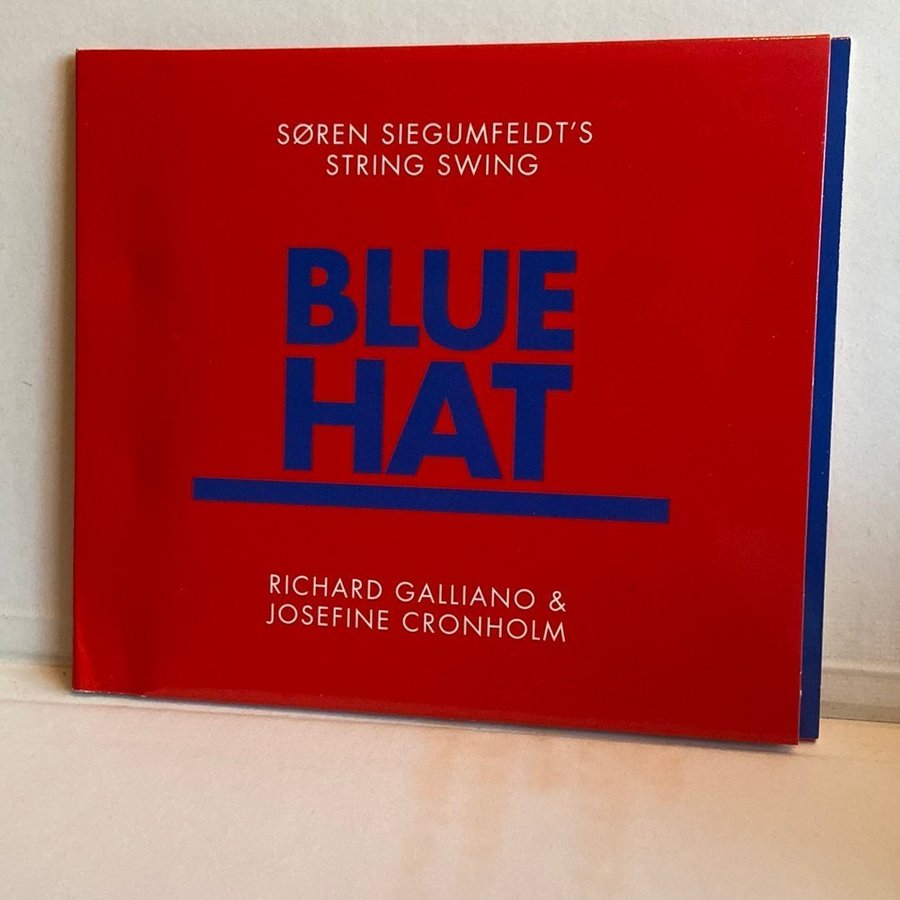 SØREN SIEGUMFELDT'S
STRING SWING
BLUE
HAT
RICHARD GALLIANO &
JOSEFINE CRONHOLM